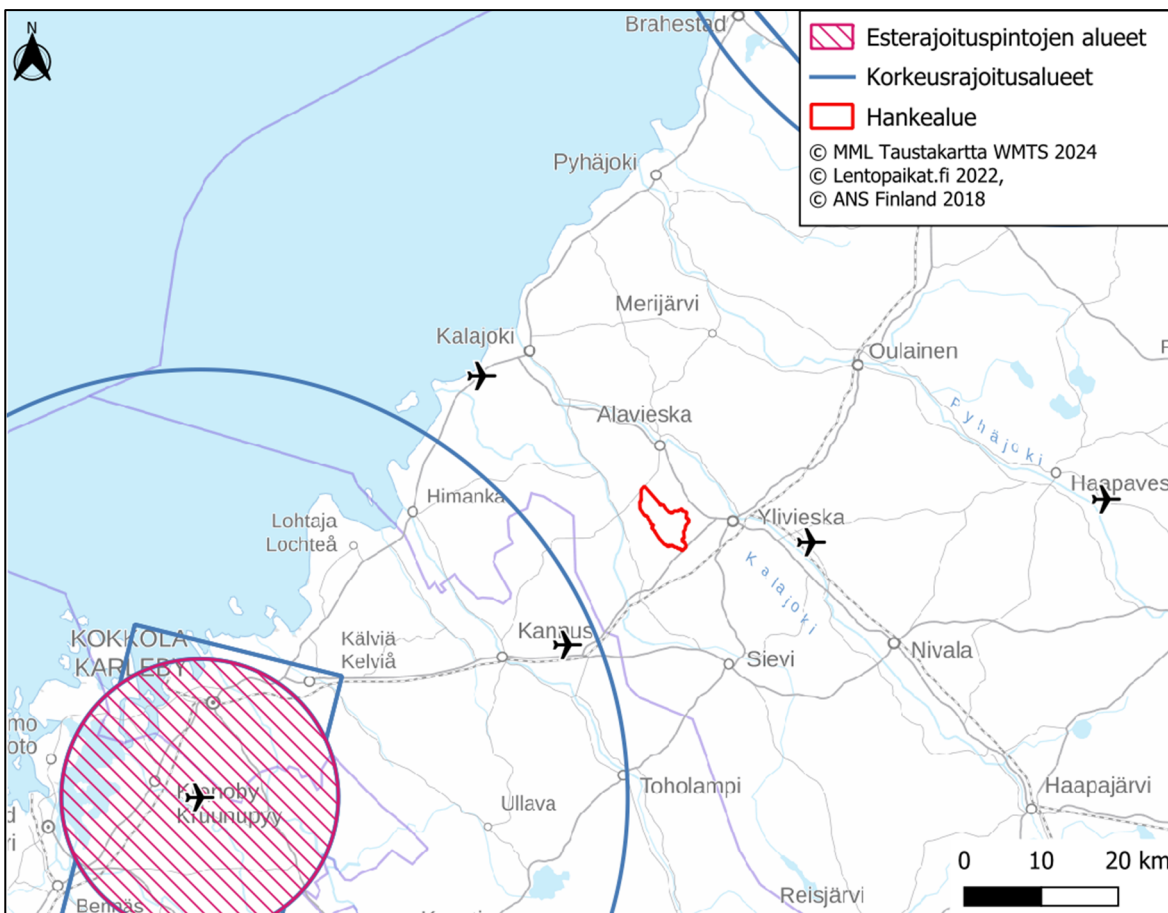 N
Brahestad
Esterajoituspintojen alueet
Korkeusrajoitusalueet
Hankealue
© MML Taustakartta WMTS 2024
© Lentopaikat.fi 2022,
© ANS Finland 2018
Pyhäjoki
Merijärvi
Kalajoki
Oulainen
Alavieska
Pyhäjoki
Haapaves
Himanka
Ylivieska
Lohtaja
Lochteå
Kalajoki
KOKKOLA
KARLEBY
Kälviä
Kelviå
Kannus
Sievi
Nivala
Toholampi
Haapajärvi
Ullava
Kronoby
Kruunupyy
0 10 20 km
Reisjärvi
Bennäs